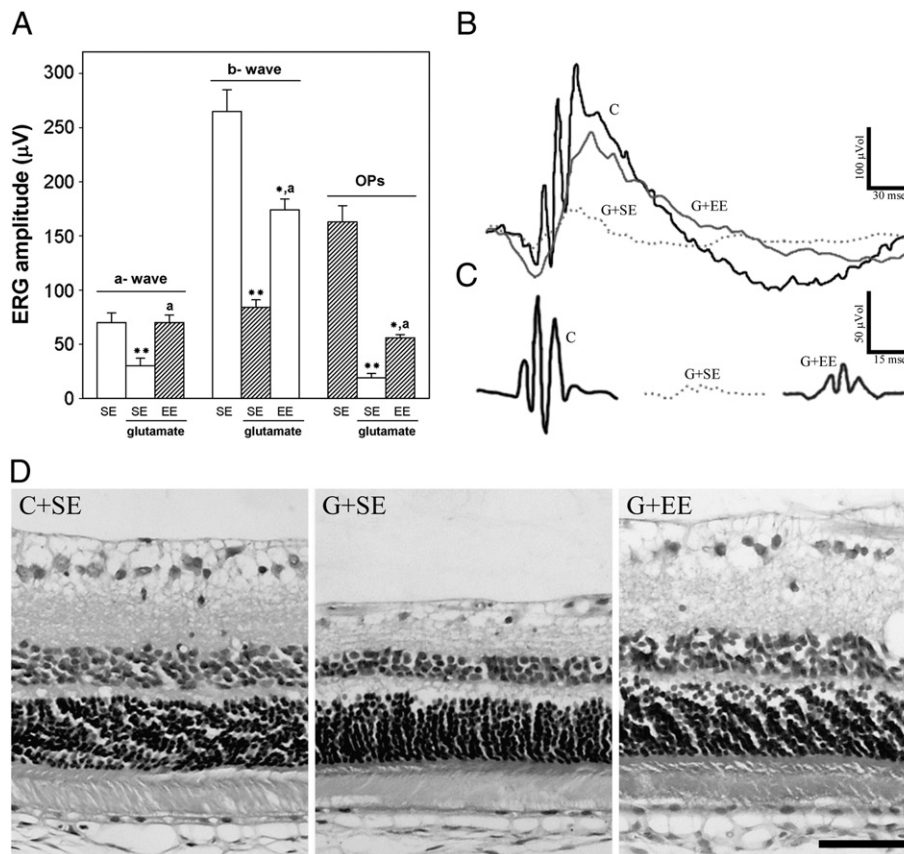 A
ERG amplitude (µV)
300
250
200
150
100
50
0
a- wave
b- wave
OPs
**
a
**
*,a
**
*,a
SE SE EE SE SE EE SE SE EE
glutamate glutamate glutamate
B
C
G+EE
G+SE
100 µVol
30 msec
C
C
G+SE
G+EE
50 µVol
15 msec
D
C+SE
G+SE
G+EE